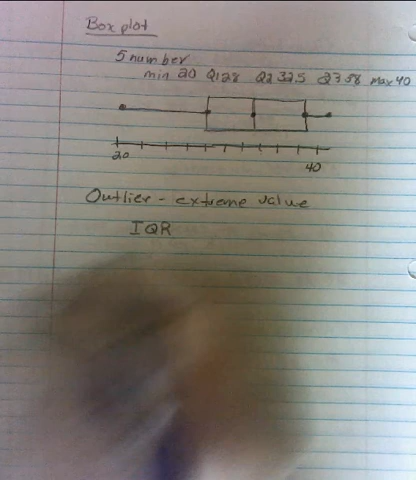 Box plot
5 number
min 20 Q1 28 Q2 32.5 Q3 38 max 40
20 40
Outlier - extreme value
IQR